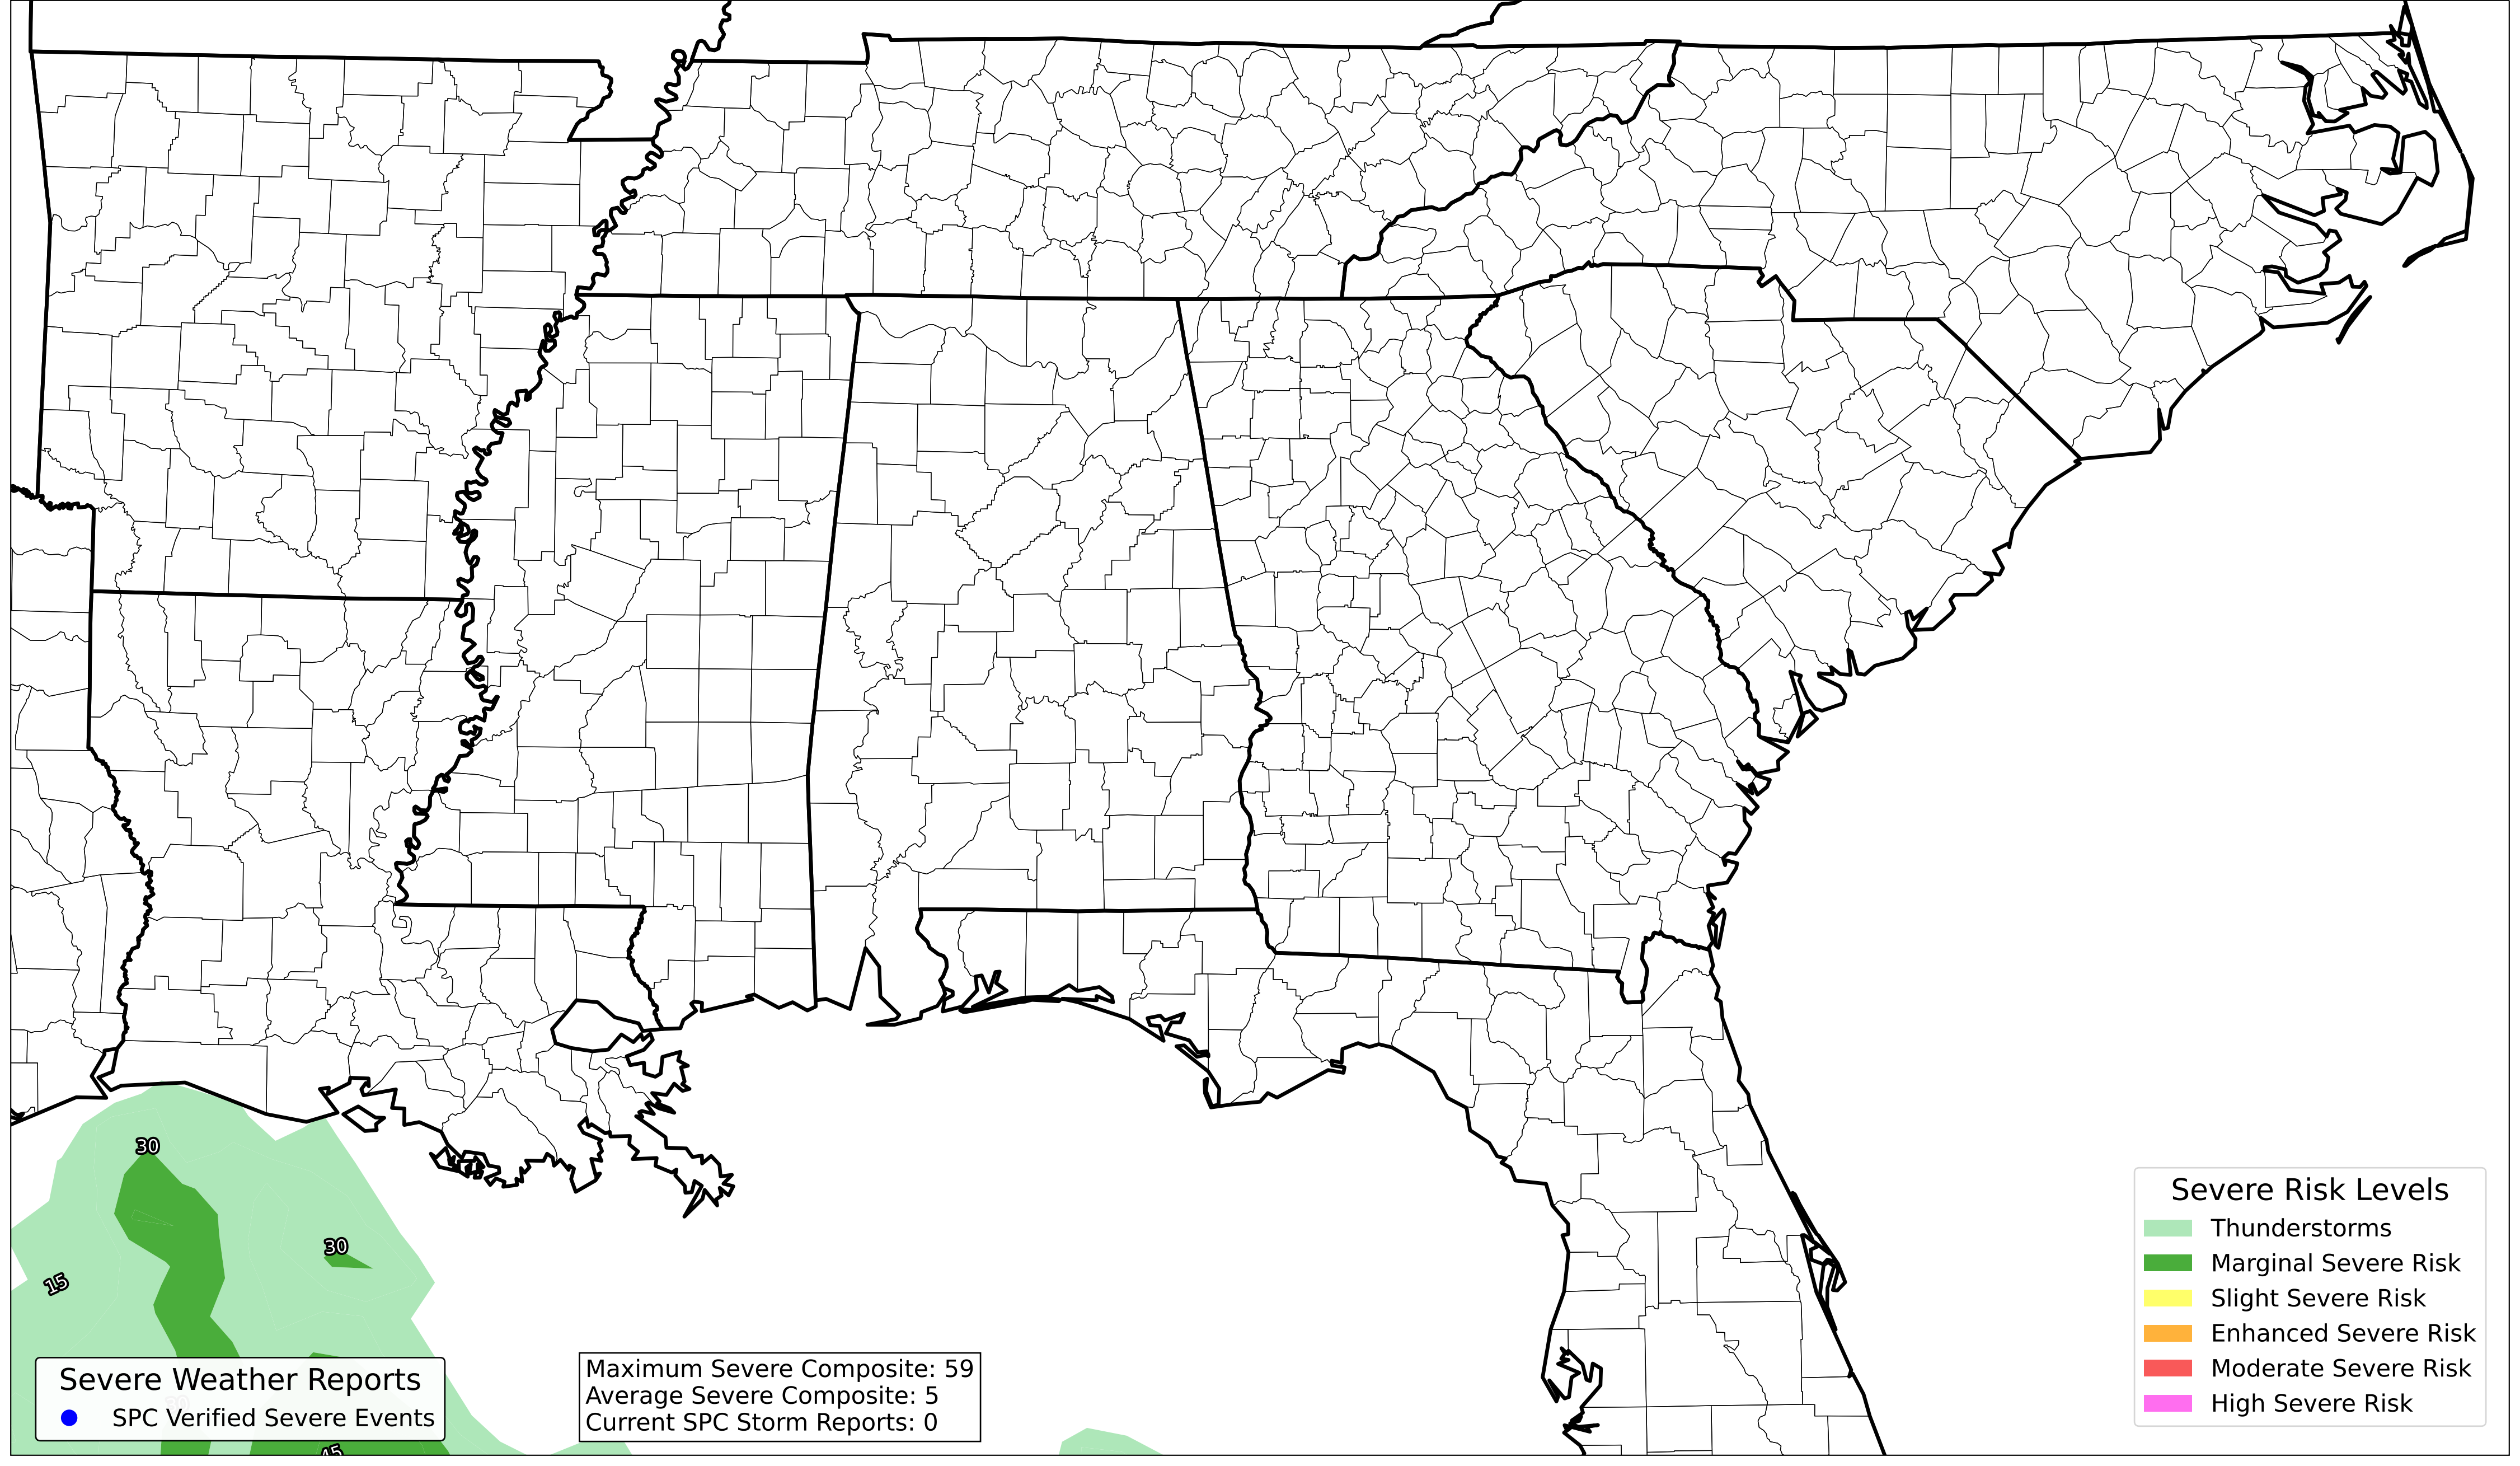 30
30
15
Severe Weather Reports
SPC Verified Severe Events
45
Maximum Severe Composite: 59
Average Severe Composite: 5
Current SPC Storm Reports: 0
Severe Risk Levels
Thunderstorms
Marginal Severe Risk
Slight Severe Risk
Enhanced Severe Risk
Moderate Severe Risk
High Severe Risk